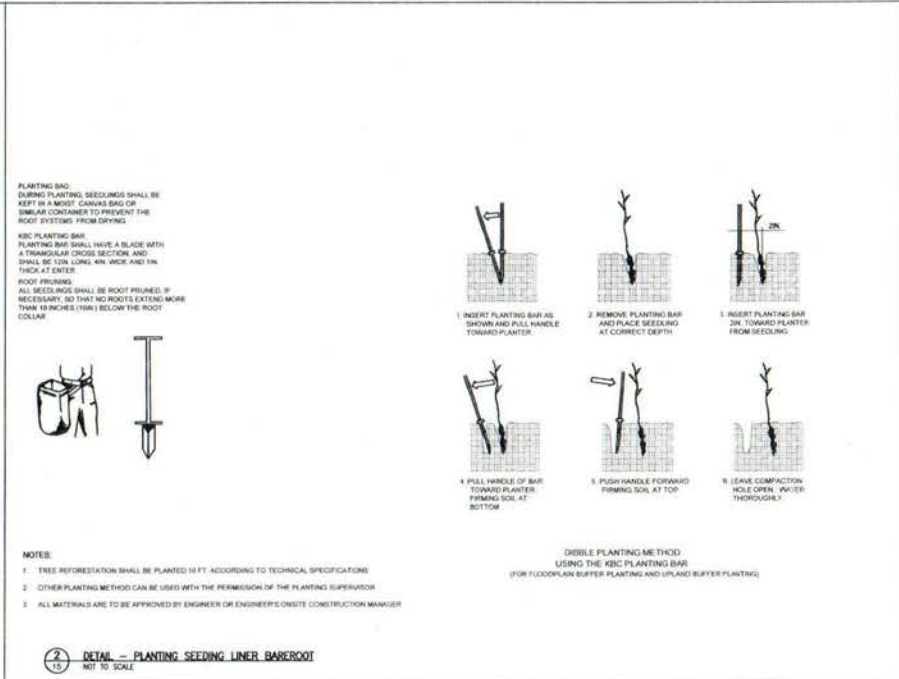 PLANTING BAG:
DURING PLANTING, SEEDLINGS SHALL BE
KEPT IN A MOIST CANVAS BAG OR
SIMILAR CONTAINER TO PREVENT THE
ROOT SYSTEMS FROM DRYING.
KBC PLANTING BAR:
PLANTING BAR SHALL HAVE A BLADE WITH
A TRIANGULAR CROSS SECTION, AND
SHALL BE 12IN. LONG, 4IN. WIDE AND 1IN.
THICK AT ENTER.
ROOT PRUNING:
ALL SEEDLINGS SHALL BE ROOT PRUNED, IF
NECESSARY, SO THAT NO ROOTS EXTEND MORE
THAN 10 INCHES (10IN.) BELOW THE ROOT
COLLAR.
2IN.
1. INSERT PLANTING BAR AS
SHOWN AND PULL HANDLE
TOWARD PLANTER.
2. REMOVE PLANTING BAR
AND PLACE SEEDLING
AT CORRECT DEPTH.
3. INSERT PLANTING BAR
2IN. TOWARD PLANTER
FROM SEEDLING.
4. PULL HANDLE OF BAR
TOWARD PLANTER,
FIRMING SOIL AT
BOTTOM.
5. PUSH HANDLE FORWARD
FIRMING SOIL AT TOP.
6. LEAVE COMPACTION
HOLE OPEN. WATER
THOROUGHLY.
DIBBLE PLANTING METHOD
USING THE KBC PLANTING BAR
(FOR FLOODPLAIN BUFFER PLANTING AND UPLAND BUFFER PLANTING)
NOTES:
1. TREE REFORESTATION SHALL BE PLANTED 10 FT. ACCORDING TO TECHNICAL SPECIFICATIONS
2. OTHER PLANTING METHOD CAN BE USED WITH THE PERMISSION OF THE PLANTING SUPERVISOR
3. ALL MATERIALS ARE TO BE APPROVED BY ENGINEER OR ENGINEER'S ONSITE CONSTRUCTION MANAGER
2
15
DETAIL - PLANTING SEEDING LINER BAREROOT
NOT TO SCALE